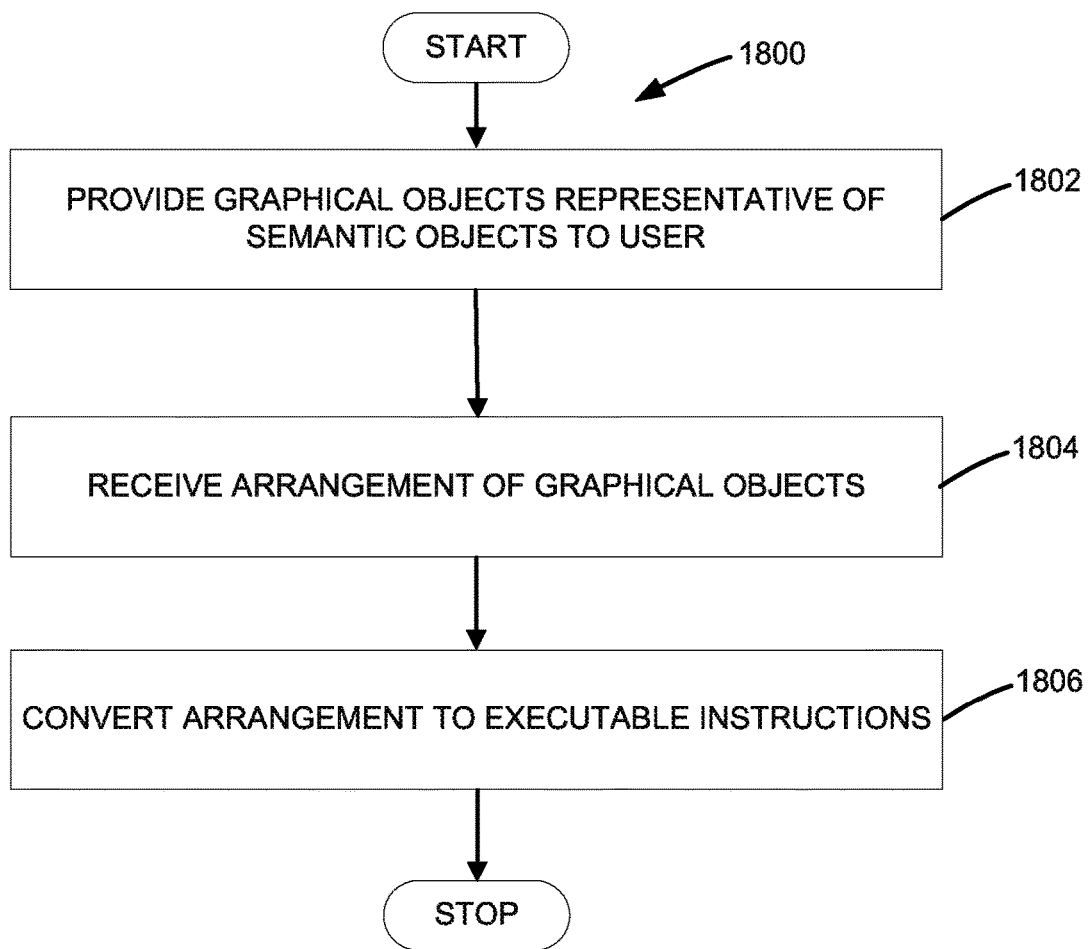 START
1800
PROVIDE GRAPHICAL OBJECTS REPRESENTATIVE OF
SEMANTIC OBJECTS TO USER
1802
RECEIVE ARRANGEMENT OF GRAPHICAL OBJECTS
1804
CONVERT ARRANGEMENT TO EXECUTABLE INSTRUCTIONS
1806
STOP